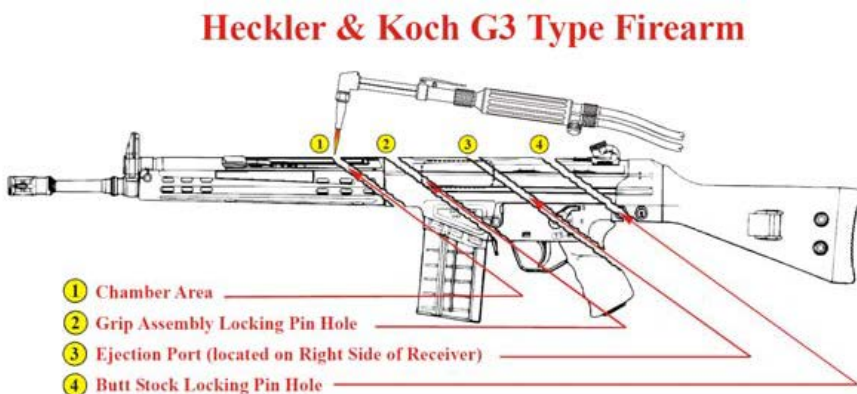 Heckler & Koch G3 Type Firearm
1 2 3 4
1 Chamber Area
2 Grip Assembly Locking Pin Hole
3 Ejection Port (located on Right Side of Receiver)
4 Butt Stock Locking Pin Hole